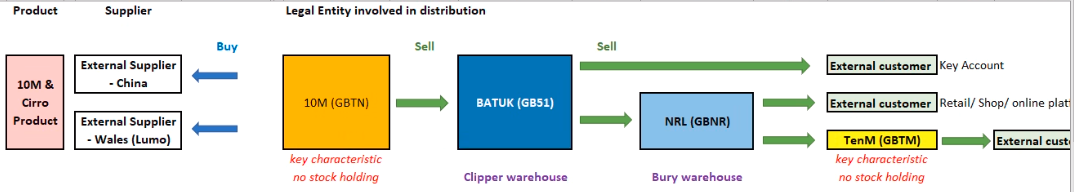 Product Supplier Legal Entity involved in distribution
Buy Sell Sell
10M &
Cirro
Product
External Supplier
- China
External Supplier
- Wales (Lumo)
10M (GBTN)
key characteristic
no stock holding
BATUK (GB51)
Clipper warehouse
NRL (GBNR)
Bury warehouse
External customer Key Account
External customer Retail/ Shop/ online
TenM (GBTM)
key characteristic
no stock holding
External